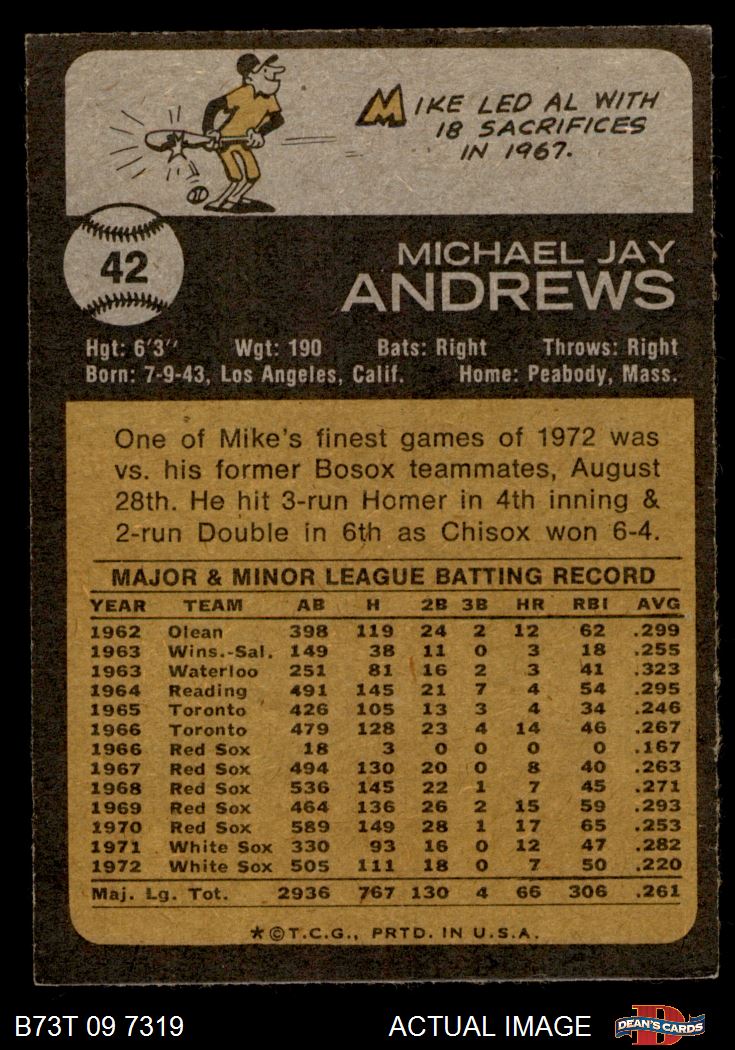 MIKE LED AL WITH
18 SACRIFICES
IN 1967.
42
MICHAEL JAY
ANDREWS
Hgt: 6'3" Wgt: 190 Bats: Right Throws: Right
Born: 7-9-43, Los Angeles, Calif. Home: Peabody, Mass.
One of Mike's finest games of 1972 was
vs. his former Bosox teammates, August
28th. He hit 3-run Homer in 4th inning &
2-run Double in 6th as Chisox won 6-4.
MAJOR & MINOR LEAGUE BATTING RECORD
YEAR TEAM AB H 2B 3B HR RBI AVG
1962 Olean 398 119 24 2 12 62 .299
1963 Wins.-Sal. 149 38 11 0 3 18 .255
1963 Waterloo 251 81 16 2 3 41 .323
1964 Reading 491 145 21 7 4 54 .295
1965 Toronto 426 105 13 3 4 34 .246
1966 Toronto 479 128 23 4 14 46 .267
1966 Red Sox 18 3 0 0 0 0 .167
1967 Red Sox 494 130 20 0 8 40 .263
1968 Red Sox 536 145 22 1 7 45 .271
1969 Red Sox 464 136 26 2 15 59 .293
1970 Red Sox 589 149 28 1 17 65 .253
1971 White Sox 330 93 16 0 12 47 .282
1972 White Sox 505 111 18 0 7 50 .220
Maj. Lg. Tot. 2936 767 130 4 66 306 .261
*©T.C.G., PRTD. IN U.S.A.
B73T 09 7319 ACTUAL IMAGE DEAN'S CARDS